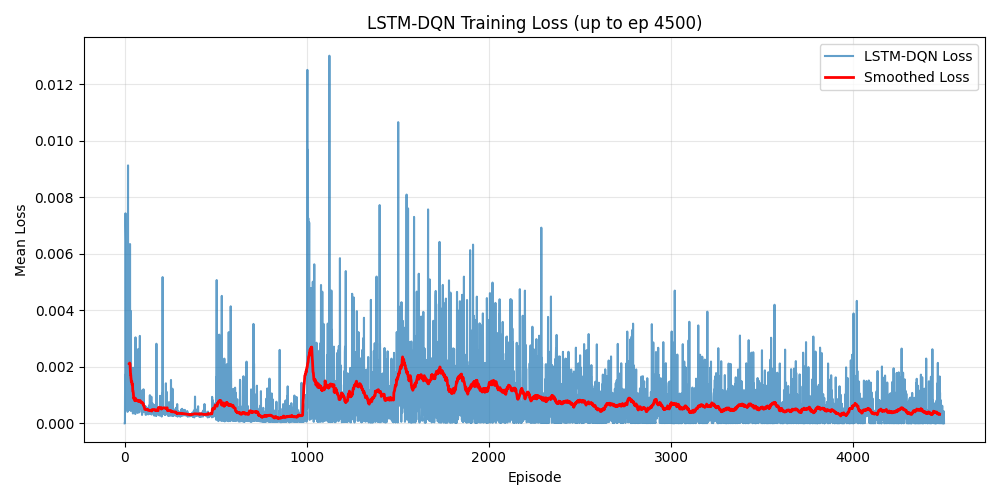 LSTM-DQN Training Loss (up to ep 4500)
LSTM-DQN Loss
Smoothed Loss
Mean Loss
0.012
0.010
0.008
0.006
0.004
0.002
0.000
0 1000 2000 3000 4000
Episode